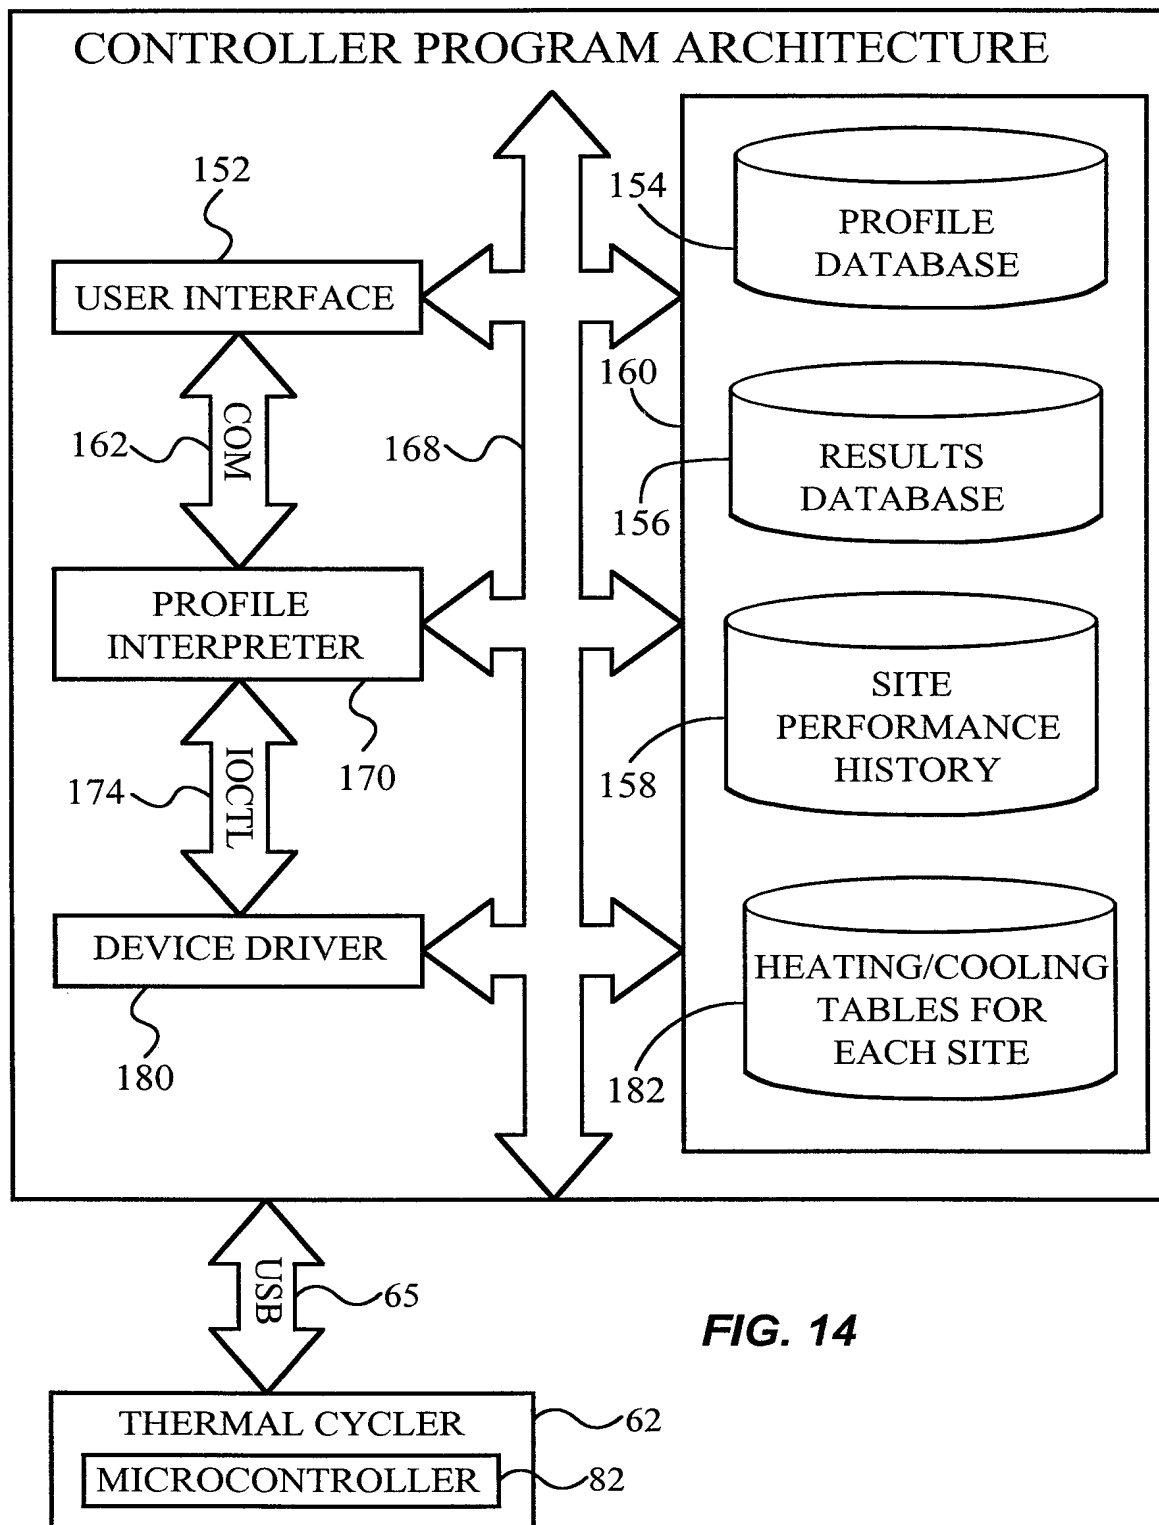 CONTROLLER PROGRAM ARCHITECTURE
152
USER INTERFACE
162
COM
168
PROFILE
INTERPRETER
170
174
IOCTL
DEVICE DRIVER
180
154
PROFILE
DATABASE
160
RESULTS
DATABASE
156
SITE
PERFORMANCE
HISTORY
158
HEATING/COOLING
TABLES FOR
EACH SITE
182
USB
65
FIG. 14
THERMAL CYCLER
62
MICROCONTROLLER
82